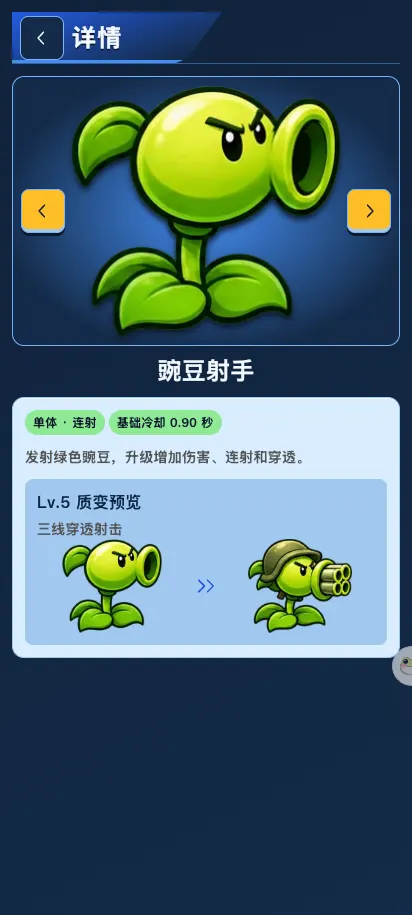 详情
豌豆射手
单体 · 连射 基础冷却 0.90 秒
发射绿色豌豆，升级增加伤害、连射和穿透。
Lv.5 质变预览
三线穿透射击